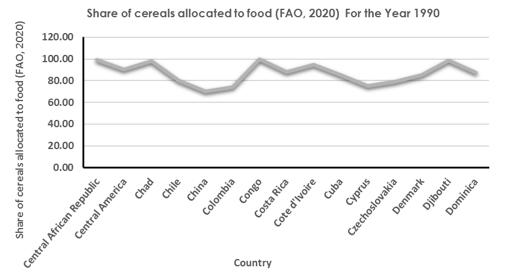 Share of cereals allocated to food (FAO, 2020) For the Year 1990
Share of cereals allocated to food (FAO, 2020)
120.00
100.00
80.00
60.00
40.00
20.00
0.00
Central African Republic
Central America
Chad
Chile
China
Colombia
Congo
Costa Rica
Cote d'Ivoire
Cuba
Cyprus
Czechoslovakia
Denmark
Djibouti
Dominica
Country